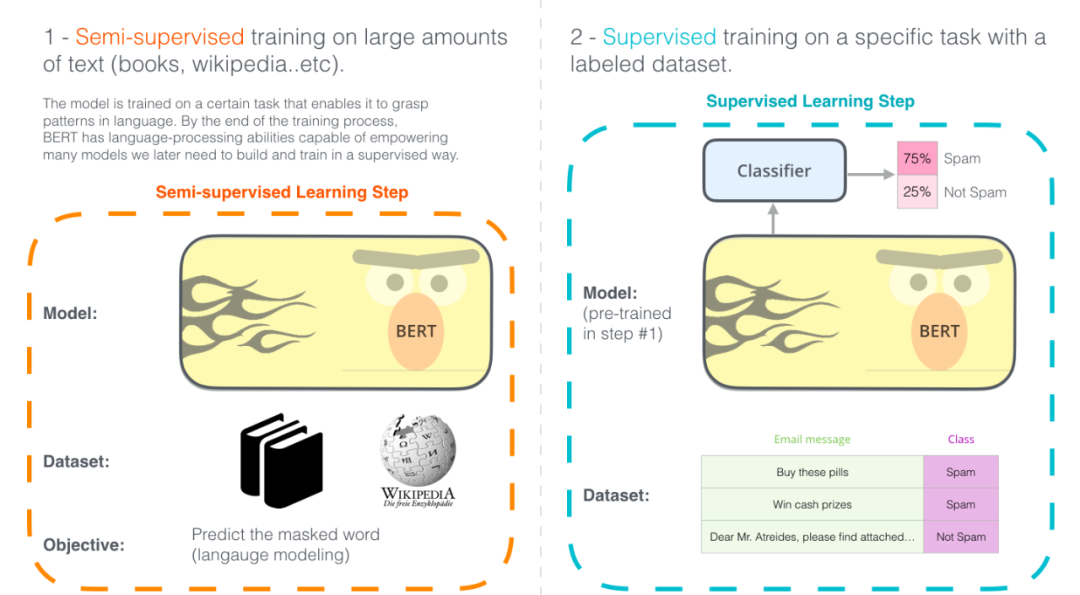 1 - Semi-supervised training on large amounts
of text (books, wikipedia..etc).
The model is trained on a certain task that enables it to grasp
patterns in language. By the end of the training process,
BERT has language-processing abilities capable of empowering
many models we later need to build and train in a supervised way.
Semi-supervised Learning Step
Model:
BERT
Dataset:
WIKIPEDIA
Die freie Enzyklopädie
Objective:
Predict the masked word
(langauge modeling)
2 - Supervised training on a specific task with a
labeled dataset.
Supervised Learning Step
Classifier
75% Spam
25% Not Spam
Model:
(pre-trained
in step #1)
BERT
Dataset:
Email message Class
Buy these pills Spam
Win cash prizes Spam
Dear Mr. Atreides, please find attached... Not Spam